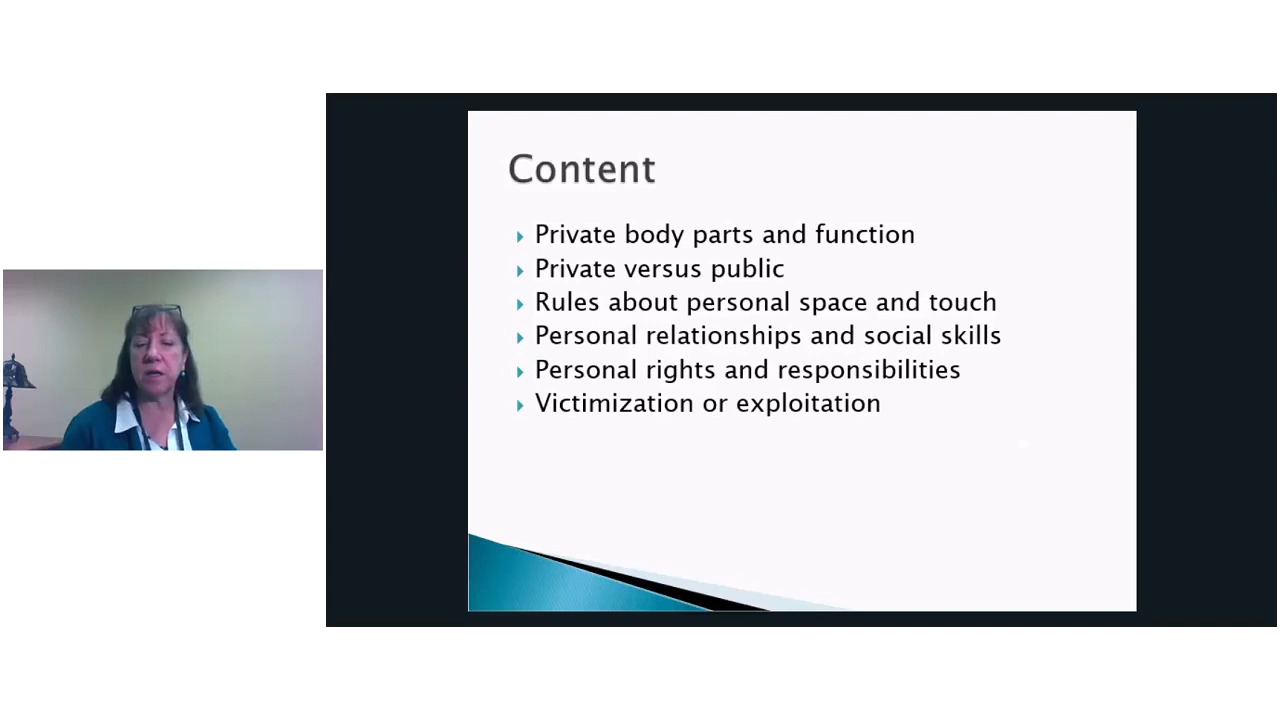 Content
Private body parts and function
Private versus public
Rules about personal space and touch
Personal relationships and social skills
Personal rights and responsibilities
Victimization or exploitation